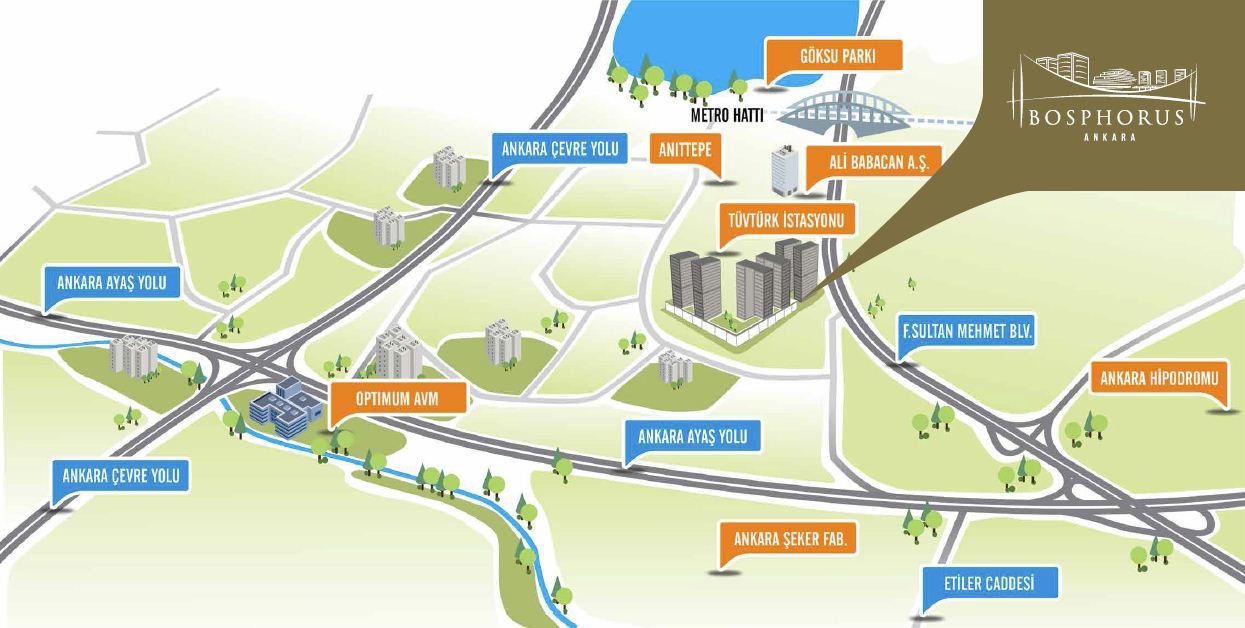 GÖKSU PARKI
METRO HATTI
BOSPHORUS
ANKARA
ANKARA ÇEVRE YOLU
ANITTEPE
ALİ BABACAN A.Ş.
TÜVTÜRK İSTASYONU
ANKARA AYAŞ YOLU
F.SULTAN MEHMET BLV.
ANKARA HİPODROMU
OPTIMUM AVM
ANKARA AYAŞ YOLU
ANKARA ÇEVRE YOLU
ANKARA ŞEKER FAB.
ETİLER CADDESİ